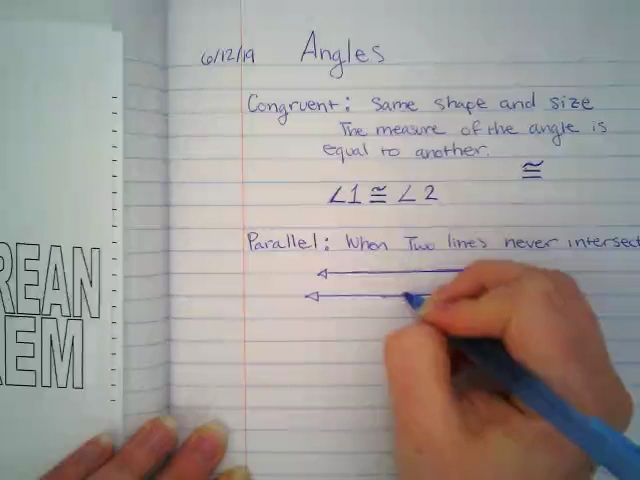 6/12/19 Angles
Congruent: Same shape and size
The measure of the angle is
equal to another.
≅
∠1 ≅ ∠2
Parallel: When Two lines never intersect
REAN
EM